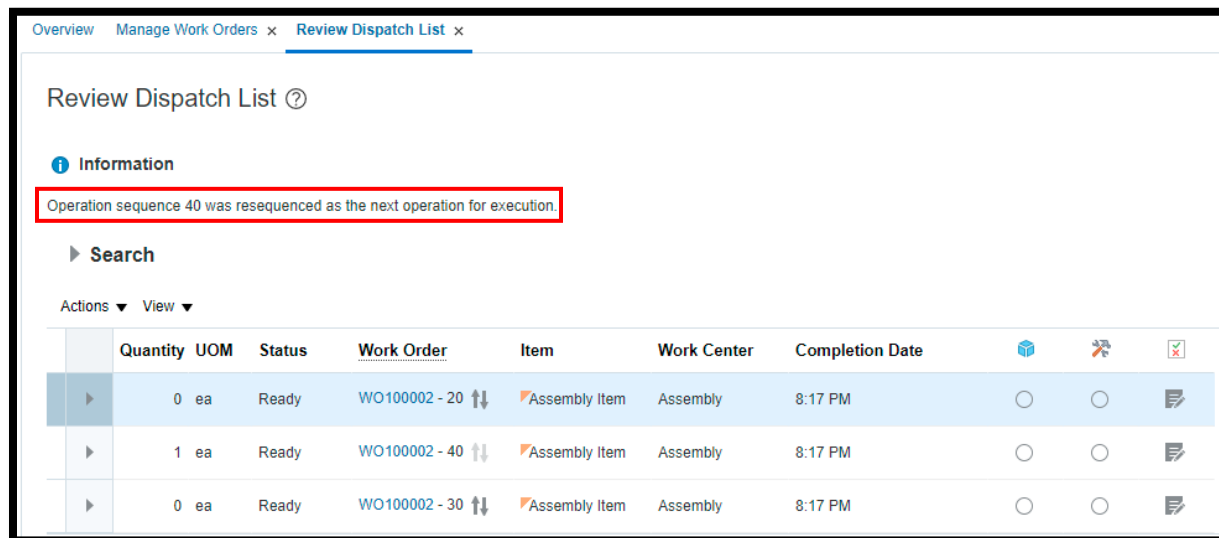 Overview Manage Work Orders × Review Dispatch List ×
Review Dispatch List ?
i Information
Operation sequence 40 was resequenced as the next operation for execution.
Search
Actions ▼ View ▼
Quantity UOM Status Work Order Item Work Center Completion Date
0 ea Ready WO100002 - 20 Assembly Item Assembly 8:17 PM
1 ea Ready WO100002 - 40 Assembly Item Assembly 8:17 PM
0 ea Ready WO100002 - 30 Assembly Item Assembly 8:17 PM